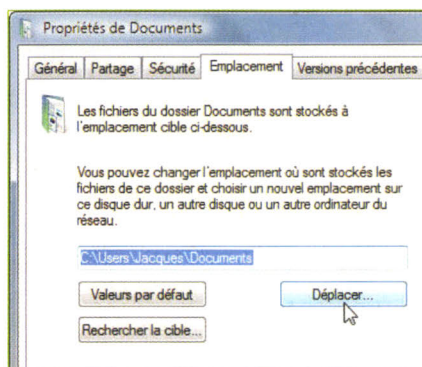 Propriétés de Documents
Général Partage Sécurité Emplacement Versions précédentes
Les fichiers du dossier Documents sont stockés à
l'emplacement cible ci-dessous.
Vous pouvez changer l'emplacement où sont stockés les
fichiers de ce dossier et choisir un nouvel emplacement sur
ce disque dur, un autre disque ou un autre ordinateur du
réseau.
C:\Users\Jacques\Documents
Valeurs par défaut Déplacer...
Rechercher la cible...